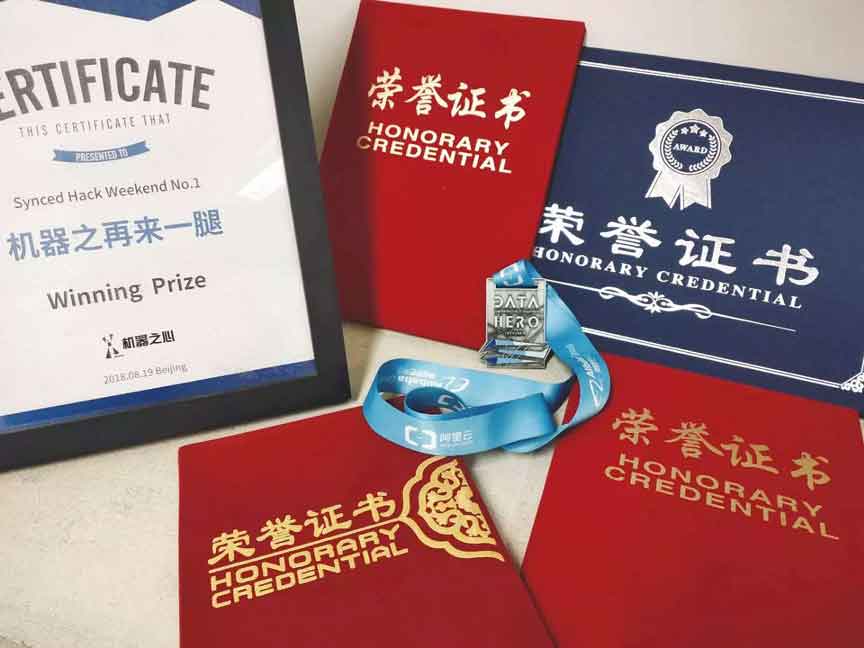 CERTIFICATE
THIS CERTIFICATE THAT
PRESENTED TO
Synced Hack Weekend No.1
机器之再来一腿
Winning Prize
机器之心
2018.08.19 Beijing
荣誉证书
HONORARY
CREDENTIAL
AWARD
荣誉证书
HONORARY CREDENTIAL
DATA
HERO
阿里云
荣誉证书
HONORARY
CREDENTIAL
荣誉证书
HONORARY
CREDENTIAL